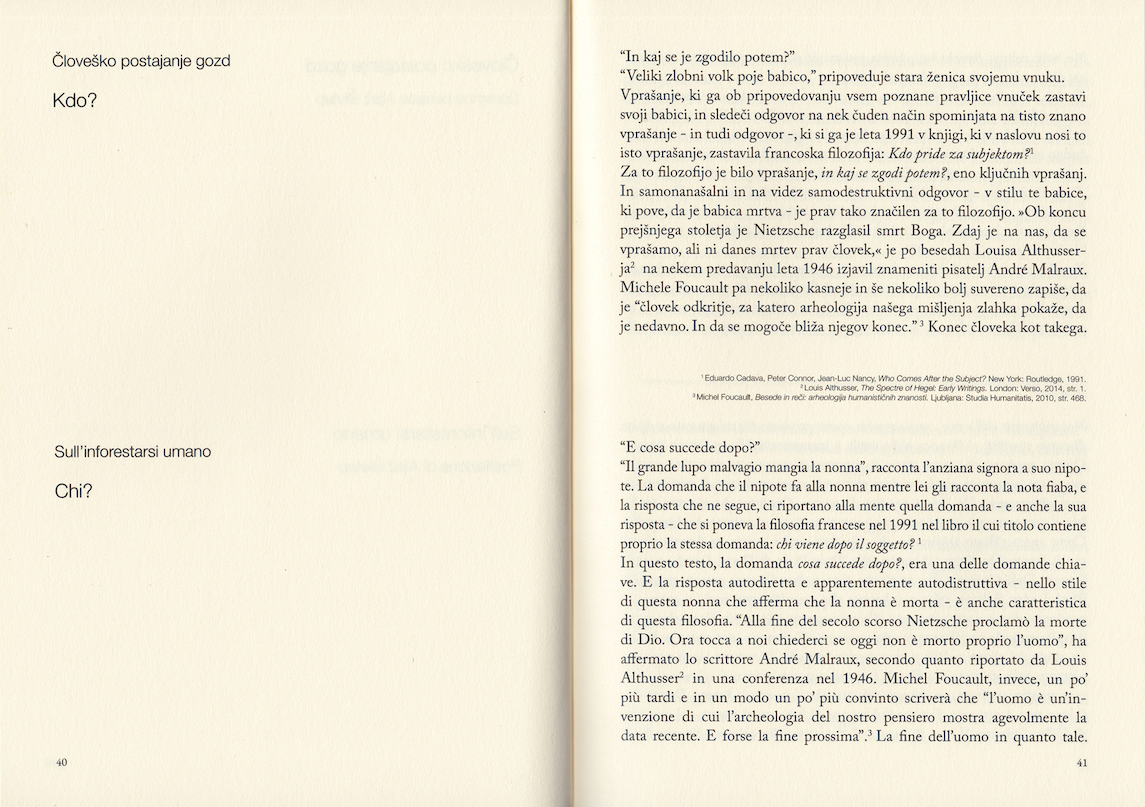 Človeško postajanje gozd
Kdo?
Sull’inforestarsi umano
Chi?
40
“In kaj se je zgodilo potem?”
“Veliki zlobni volk poje babico,” pripoveduje stara ženica svojemu vnuku.
Vprašanje, ki ga ob pripovedovanju vsem poznane pravljice vnuček zastavi
svoji babici, in sledeči odgovor na nek čuden način spominjata na tisto znano
vprašanje - in tudi odgovor -, ki si ga je leta 1991 v knjigi, ki v naslovu nosi to
isto vprašanje, zastavila francoska filozofija: Kdo pride za subjektom?¹
Za to filozofijo je bilo vprašanje, in kaj se zgodi potem?, eno ključnih vprašanj.
In samonanašalni in na videz samodestruktivni odgovor - v stilu te babice,
ki pove, da je babica mrtva - je prav tako značilen za to filozofijo. »Ob koncu
prejšnjega stoletja je Nietzsche razglasil smrt Boga. Zdaj je na nas, da se
vprašamo, ali ni danes mrtev prav človek,« je po besedah Louisa Althusser-
ja² na nekem predavanju leta 1946 izjavil znameniti pisatelj André Malraux.
Michele Foucault pa nekoliko kasneje in še nekoliko bolj suvereno zapiše, da
je “človek odkritje, za katero arheologija našega mišljenja zlahka pokaže, da
je nedavno. In da se mogoče bliža njegov konec.” ³ Konec človeka kot takega.
¹ Eduardo Cadava, Peter Connor, Jean-Luc Nancy, Who Comes After the Subject? New York: Routledge, 1991.
² Louis Althusser, The Spectre of Hegel: Early Writings. London: Verso, 2014, str. 1.
³ Michel Foucault, Besede in reči: arheologija humanističnih znanosti. Ljubljana: Studia Humanitatis, 2010, str. 468.
“E cosa succede dopo?”
“Il grande lupo malvagio mangia la nonna”, racconta l’anziana signora a suo nipo-
te. La domanda che il nipote fa alla nonna mentre lei gli racconta la nota fiaba, e
la risposta che ne segue, ci riportano alla mente quella domanda - e anche la sua
risposta - che si poneva la filosofia francese nel 1991 nel libro il cui titolo contiene
proprio la stessa domanda: chi viene dopo il soggetto? ¹
In questo testo, la domanda cosa succede dopo?, era una delle domande chia-
ve. E la risposta autodiretta e apparentemente autodistruttiva - nello stile
di questa nonna che afferma che la nonna è morta - è anche caratteristica
di questa filosofia. “Alla fine del secolo scorso Nietzsche proclamò la morte
di Dio. Ora tocca a noi chiederci se oggi non è morto proprio l’uomo”, ha
affermato lo scrittore André Malraux, secondo quanto riportato da Louis
Althusser² in una conferenza nel 1946. Michel Foucault, invece, un po’
più tardi e in un modo un po’ più convinto scriverà che “l’uomo è un’in-
venzione di cui l’archeologia del nostro pensiero mostra agevolmente la
data recente. E forse la fine prossima”.³ La fine dell’uomo in quanto tale.
41